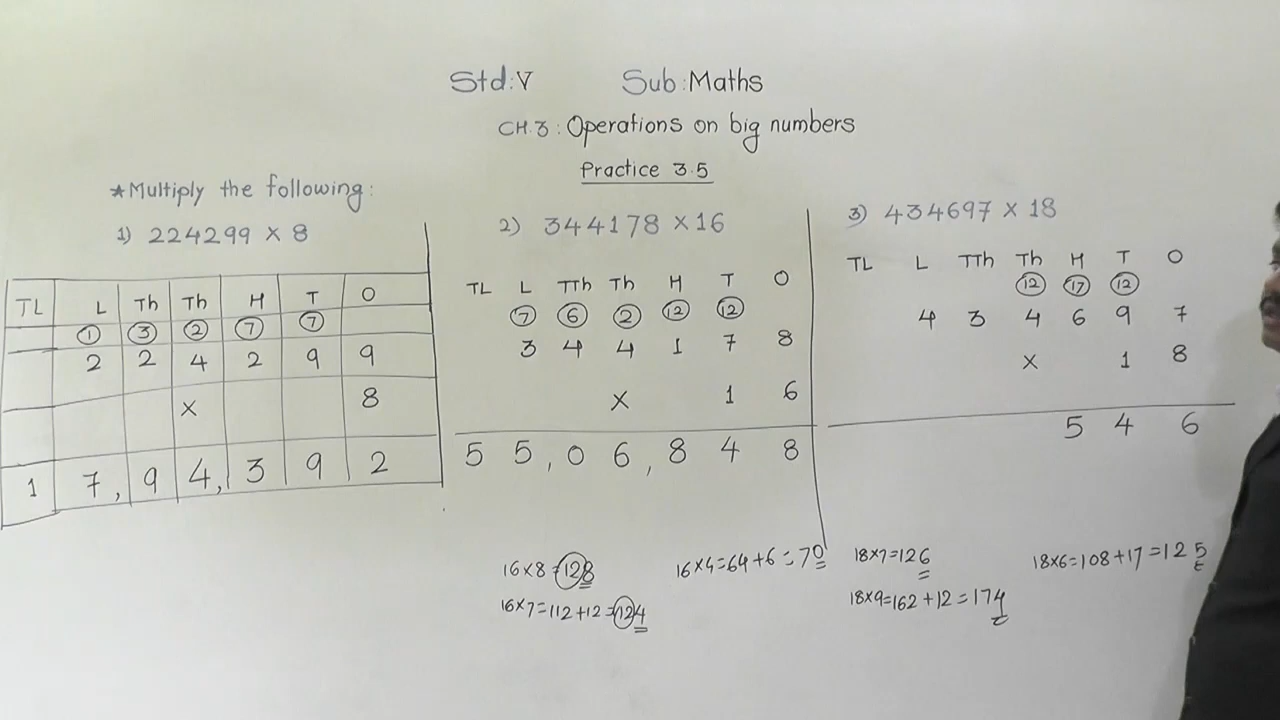 Std:V Sub:Maths
CH.3: Operations on big numbers
Practice 3.5
*Multiply the following:
1) 224299 × 8
TL L Th Th H T O
1 3 2 7 7
2 2 4 2 9 9
× 8
1 7,9 4,3 9 2
2) 344178 × 16
TL L TTh Th H T O
7 6 2 12 12
3 4 4 1 7 8
× 1 6
5 5,0 6,8 4 8
16×8=128
16×7=112+12=124
16×4=64+6=70
3) 434697 × 18
TL L TTh Th H T O
12 17 12
4 3 4 6 9 7
× 1 8
5 4 6
18×7=126
18×9=162+12=174
18×6=108+17=125